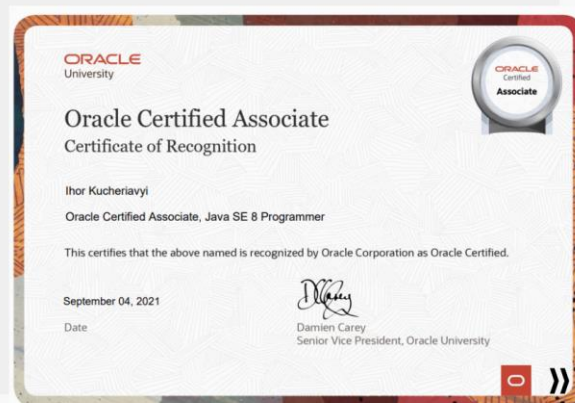 ORACLE
University
ORACLE
Certified
Associate
Oracle Certified Associate
Certificate of Recognition
Ihor Kucheriavyi
Oracle Certified Associate, Java SE 8 Programmer
This certifies that the above named is recognized by Oracle Corporation as Oracle Certified.
September 04, 2021
Date
DCarey
Damien Carey
Senior Vice President, Oracle University